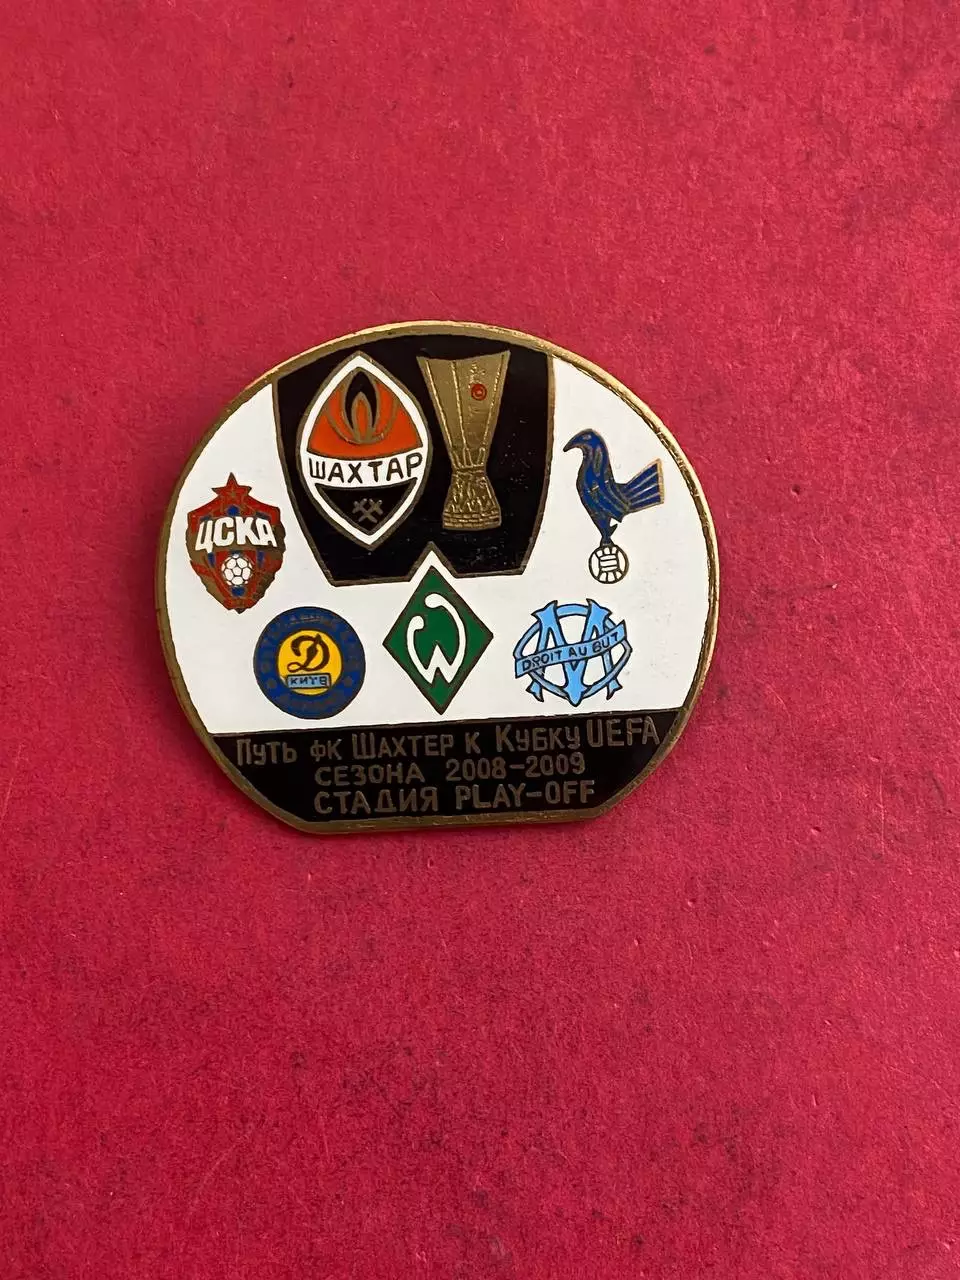 ШАХТАР
ЦСКА
Д
КИЇВ
DROIT AU BUT
Путь фк Шахтер к Кубку UEFA
сезона 2008-2009
стадия PLAY-OFF